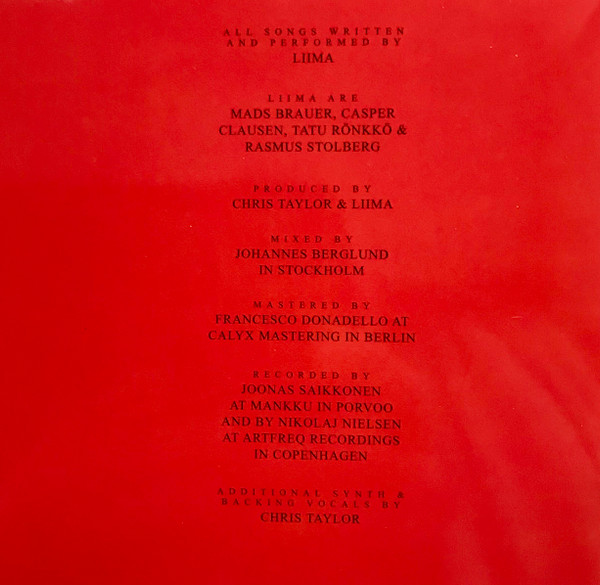 ALL SONGS WRITTEN
AND PERFORMED BY
LIIMA
LIIMA ARE
MADS BRAUER, CASPER
CLAUSEN, TATU RÖNKKÖ &
RASMUS STOLBERG
PRODUCED BY
CHRIS TAYLOR & LIIMA
MIXED BY
JOHANNES BERGLUND
IN STOCKHOLM
MASTERED BY
FRANCESCO DONADELLO AT
CALYX MASTERING IN BERLIN
RECORDED BY
JOONAS SAIKKONEN
AT MANKKU IN PORVOO
AND BY NIKOLAJ NIELSEN
AT ARTFREQ RECORDINGS
IN COPENHAGEN
ADDITIONAL SYNTH &
BACKING VOCALS BY
CHRIS TAYLOR